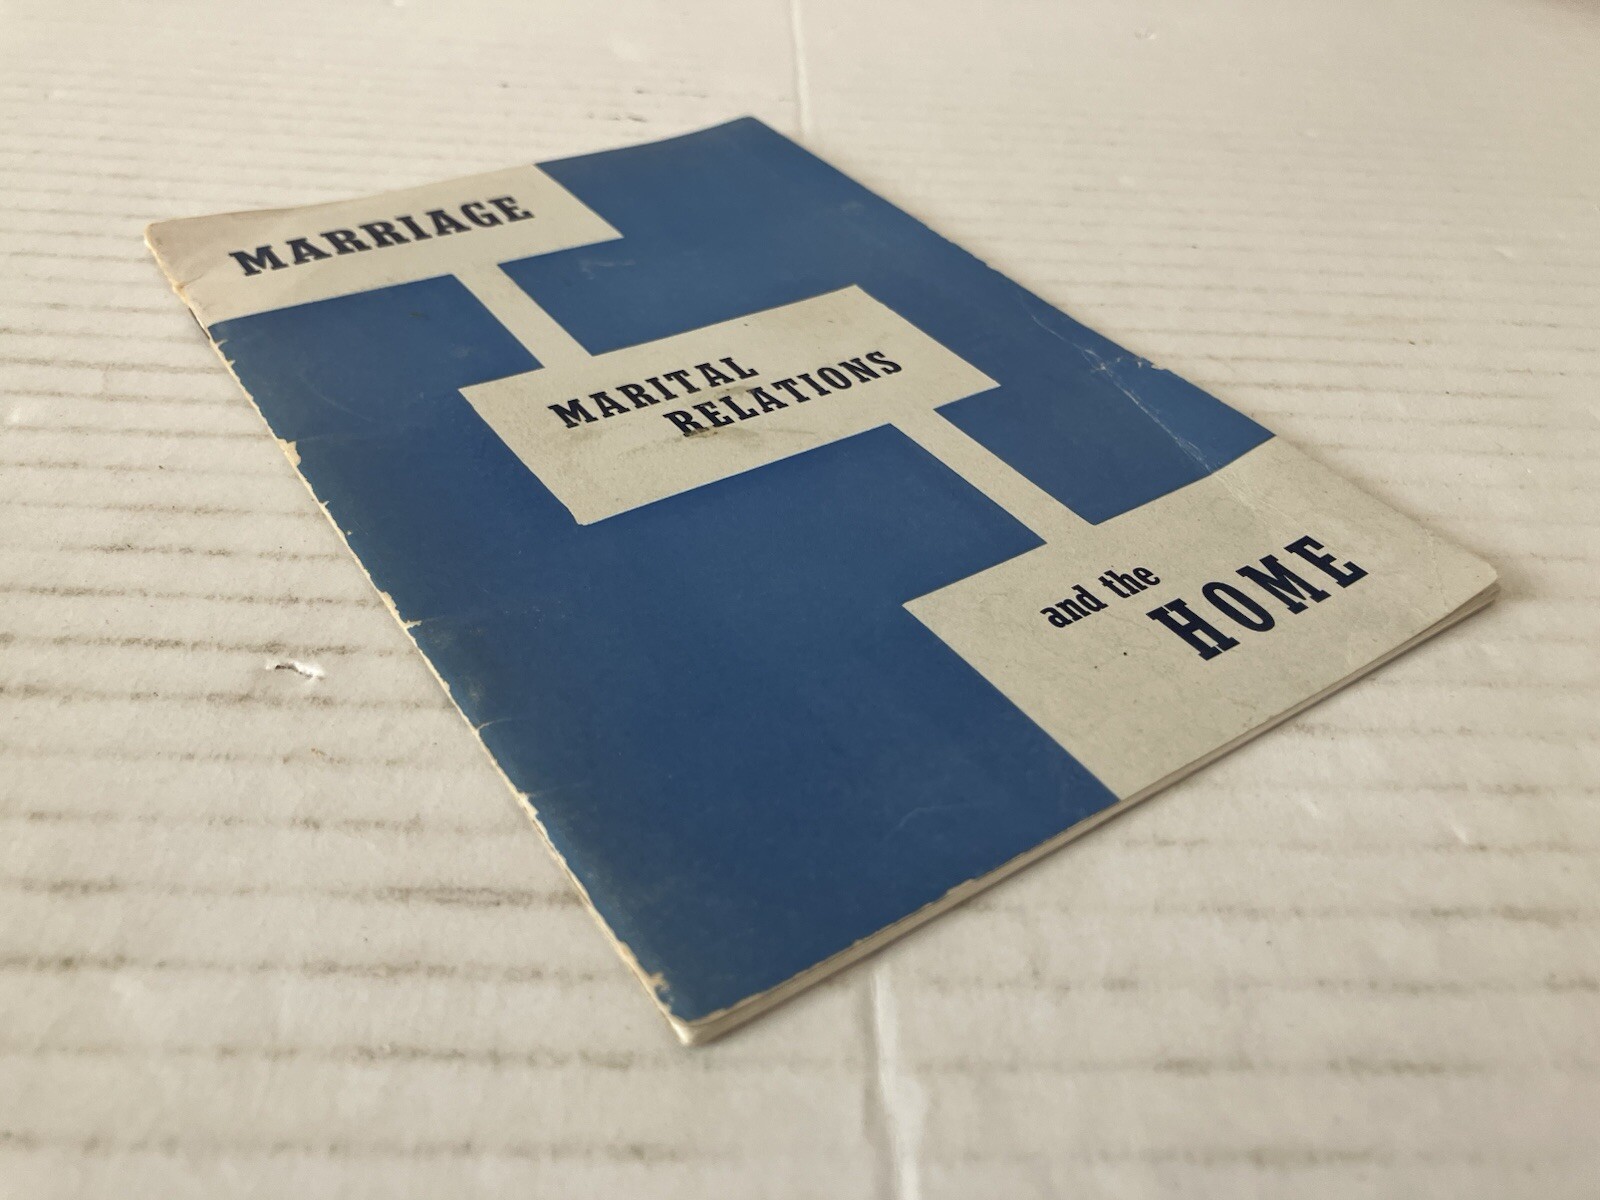 MARRIAGE
MARITAL
RELATIONS
and the
HOME